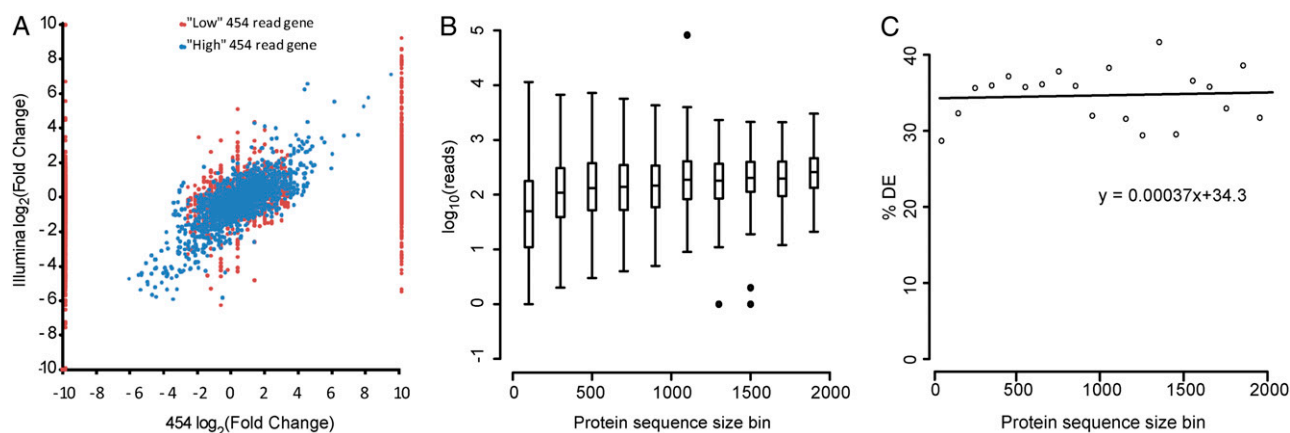 A
"Low" 454 read gene
"High" 454 read gene
Illumina log2(Fold Change)
10
8
6
4
2
0
-2
-4
-6
-8
-10
-10 -8 -6 -4 -2 0 2 4 6 8 10
454 log2(Fold Change)
B
log10(reads)
5
4
3
2
1
0
-1
0 500 1000 1500 2000
Protein sequence size bin
C
% DE
40
30
20
10
0
y = 0.00037x+34.3
0 500 1000 1500 2000
Protein sequence size bin